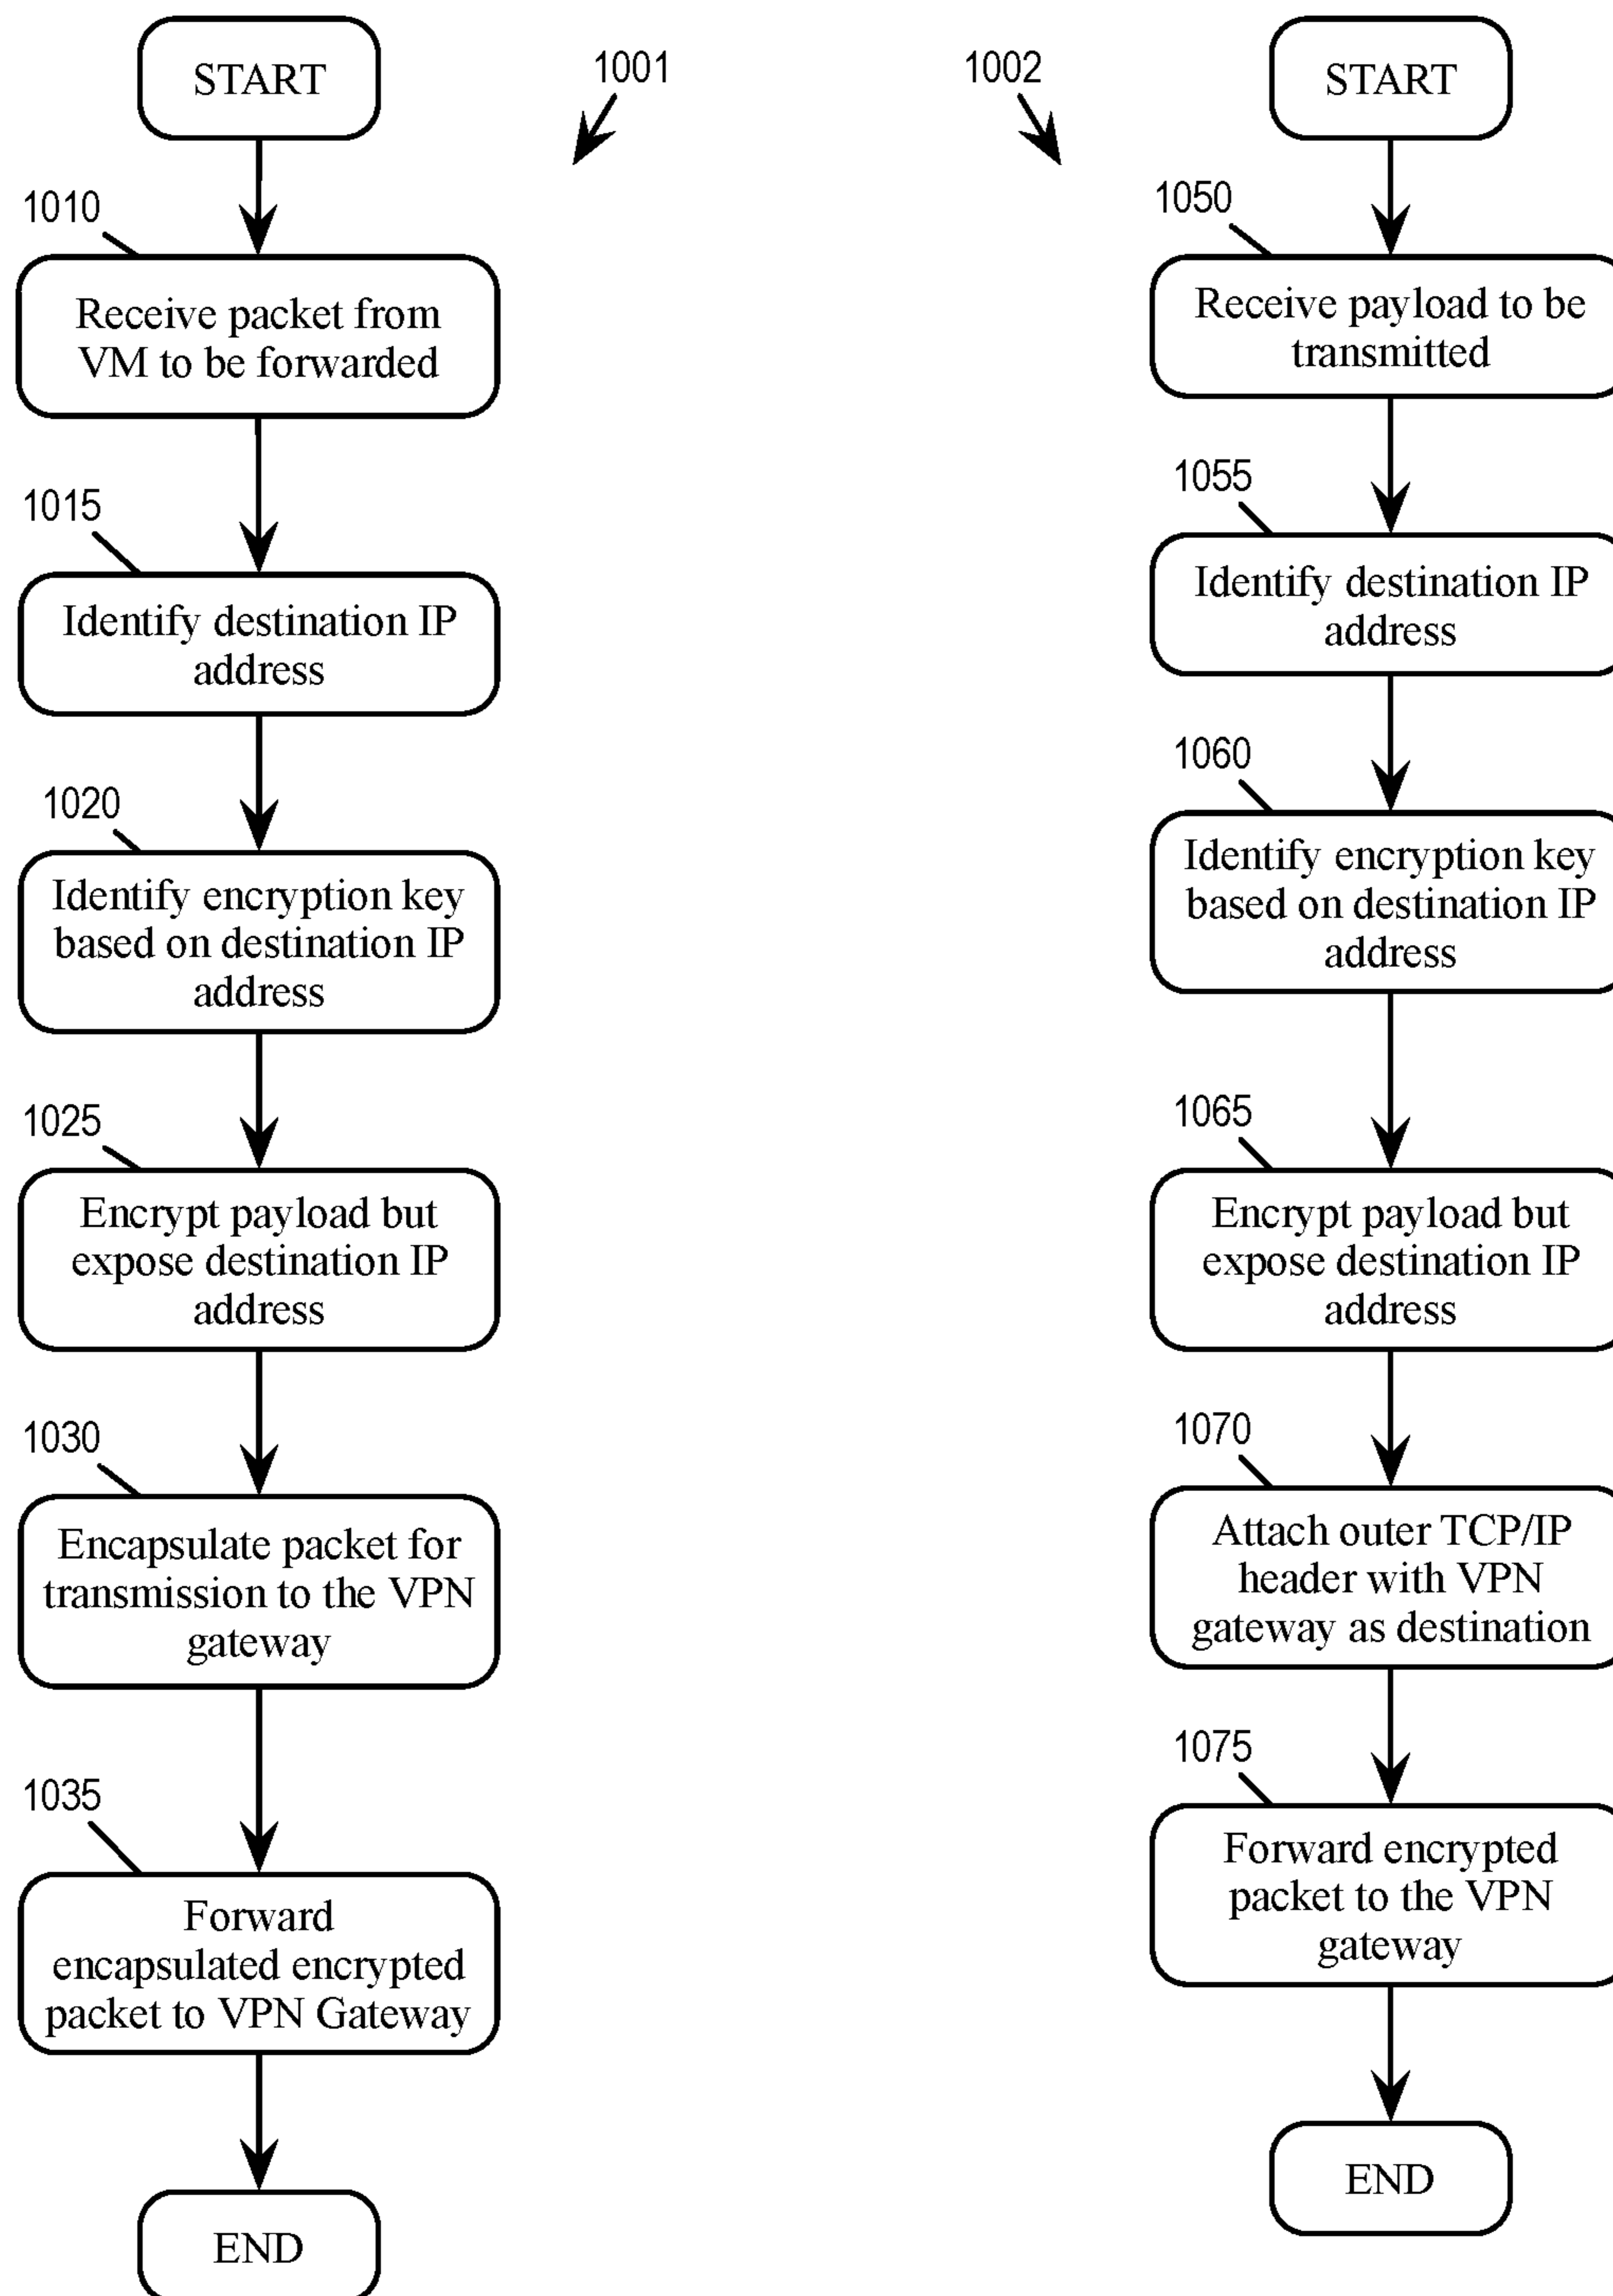 START
1001
1010
Receive packet from
VM to be forwarded
1015
Identify destination IP
address
1020
Identify encryption key
based on destination IP
address
1025
Encrypt payload but
expose destination IP
address
1030
Encapsulate packet for
transmission to the VPN
gateway
1035
Forward
encapsulated encrypted
packet to VPN Gateway
END
1002
START
1050
Receive payload to be
transmitted
1055
Identify destination IP
address
1060
Identify encryption key
based on destination IP
address
1065
Encrypt payload but
expose destination IP
address
1070
Attach outer TCP/IP
header with VPN
gateway as destination
1075
Forward encrypted
packet to the VPN
gateway
END